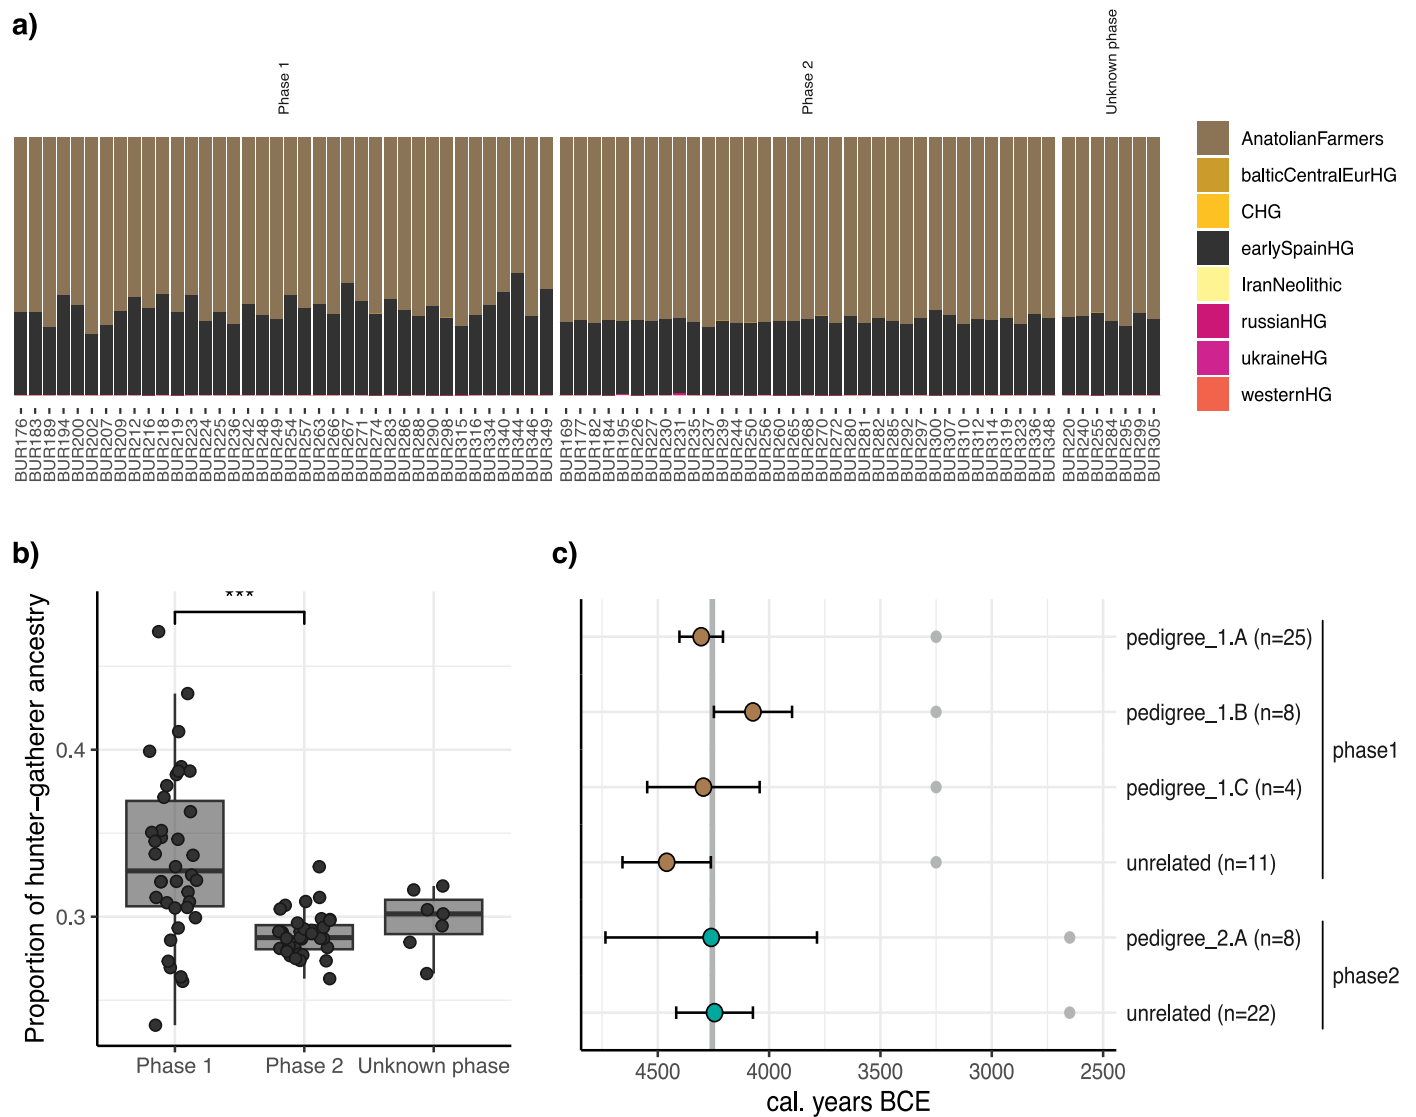 a)
Phase 1
Phase 2
Unknown phase
AnatolianFarmers
balticCentralEurHG
CHG
earlySpainHG
IranNeolithic
russianHG
ukraineHG
westernHG
BUR176
BUR183
BUR189
BUR194
BUR200
BUR202
BUR207
BUR209
BUR212
BUR216
BUR218
BUR219
BUR223
BUR224
BUR225
BUR236
BUR242
BUR248
BUR249
BUR254
BUR257
BUR263
BUR266
BUR267
BUR271
BUR274
BUR283
BUR286
BUR288
BUR290
BUR298
BUR315
BUR316
BUR334
BUR340
BUR344
BUR346
BUR349
BUR169
BUR177
BUR182
BUR184
BUR195
BUR226
BUR227
BUR230
BUR231
BUR235
BUR237
BUR239
BUR244
BUR250
BUR256
BUR260
BUR265
BUR268
BUR270
BUR272
BUR280
BUR281
BUR282
BUR285
BUR292
BUR297
BUR300
BUR307
BUR310
BUR312
BUR314
BUR319
BUR323
BUR336
BUR348
BUR220
BUR240
BUR255
BUR284
BUR295
BUR299
BUR305
b)
Proportion of hunter−gatherer ancestry
***
0.4
0.3
Phase 1
Phase 2
Unknown phase
c)
pedigree_1.A (n=25)
pedigree_1.B (n=8)
pedigree_1.C (n=4)
unrelated (n=11)
pedigree_2.A (n=8)
unrelated (n=22)
phase1
phase2
4500
4000
3500
3000
2500
cal. years BCE